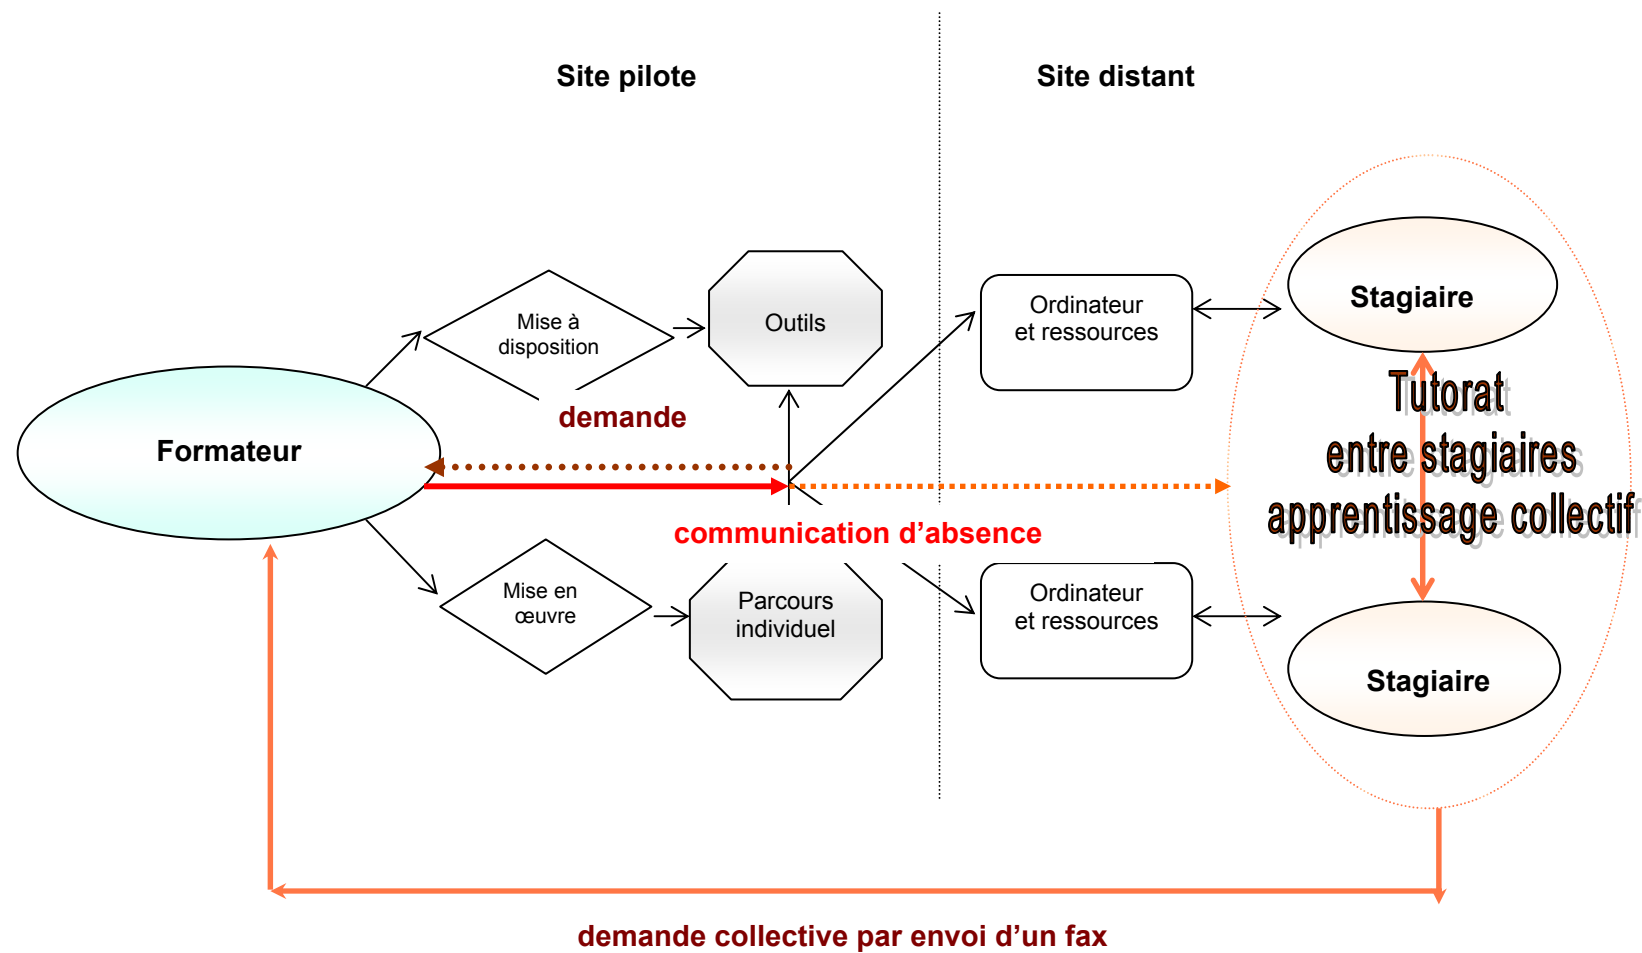 Site pilote
Site distant
Mise à
disposition
Outils
Ordinateur
et ressources
Stagiaire
demande
Formateur
Tutorat
entre stagiaires
apprentissage collectif
communication d’absence
Mise en
œuvre
Parcours
individuel
Ordinateur
et ressources
Stagiaire
demande collective par envoi d’un fax